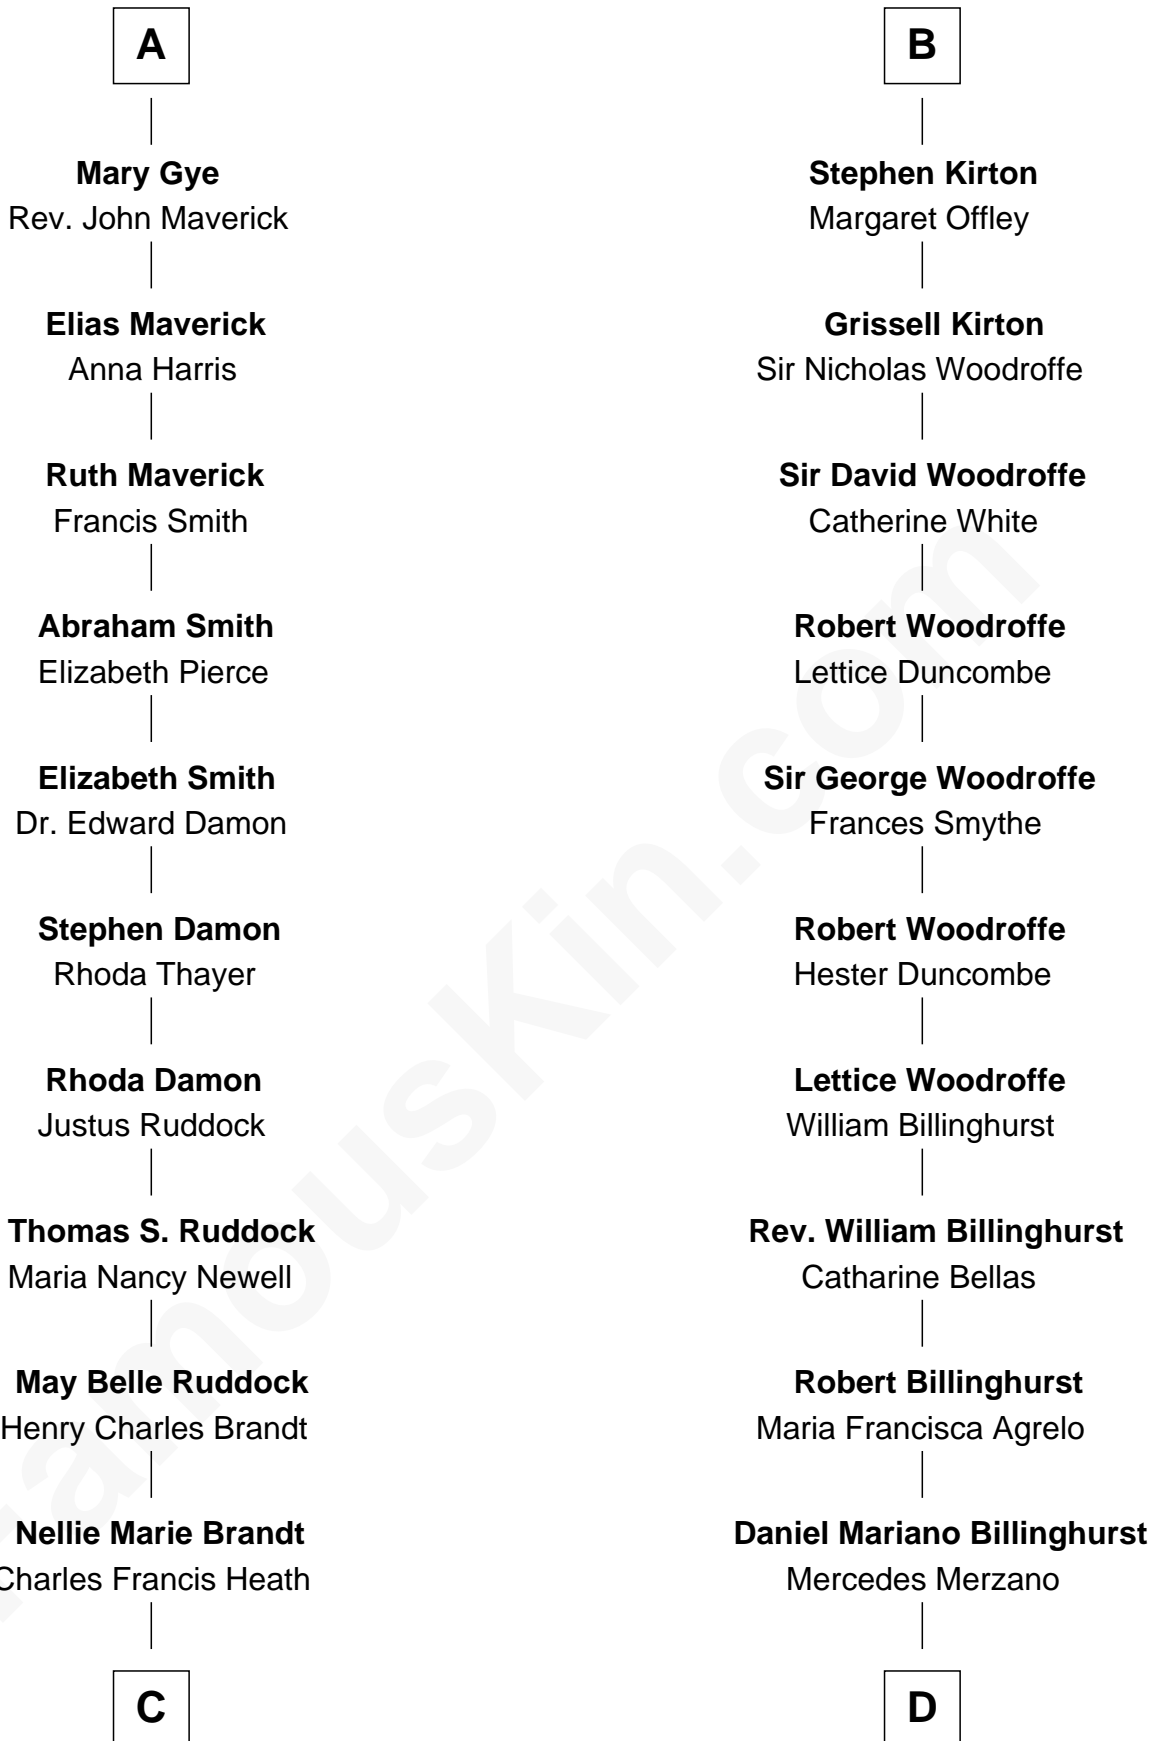 A
Mary Gye
Rev. John Maverick
Elias Maverick
Anna Harris
Ruth Maverick
Francis Smith
Abraham Smith
Elizabeth Pierce
Elizabeth Smith
Dr. Edward Damon
Stephen Damon
Rhoda Thayer
Rhoda Damon
Justus Ruddock
Thomas S. Ruddock
Maria Nancy Newell
May Belle Ruddock
Henry Charles Brandt
Nellie Marie Brandt
Charles Francis Heath
C
B
Stephen Kirton
Margaret Offley
Grissell Kirton
Sir Nicholas Woodroffe
Sir David Woodroffe
Catherine White
Robert Woodroffe
Lettice Duncombe
Sir George Woodroffe
Frances Smythe
Robert Woodroffe
Hester Duncombe
Lettice Woodroffe
William Billinghurst
Rev. William Billinghurst
Catharine Bellas
Robert Billinghurst
Maria Francisca Agrelo
Daniel Mariano Billinghurst
Mercedes Merzano
D
FamousKin.com